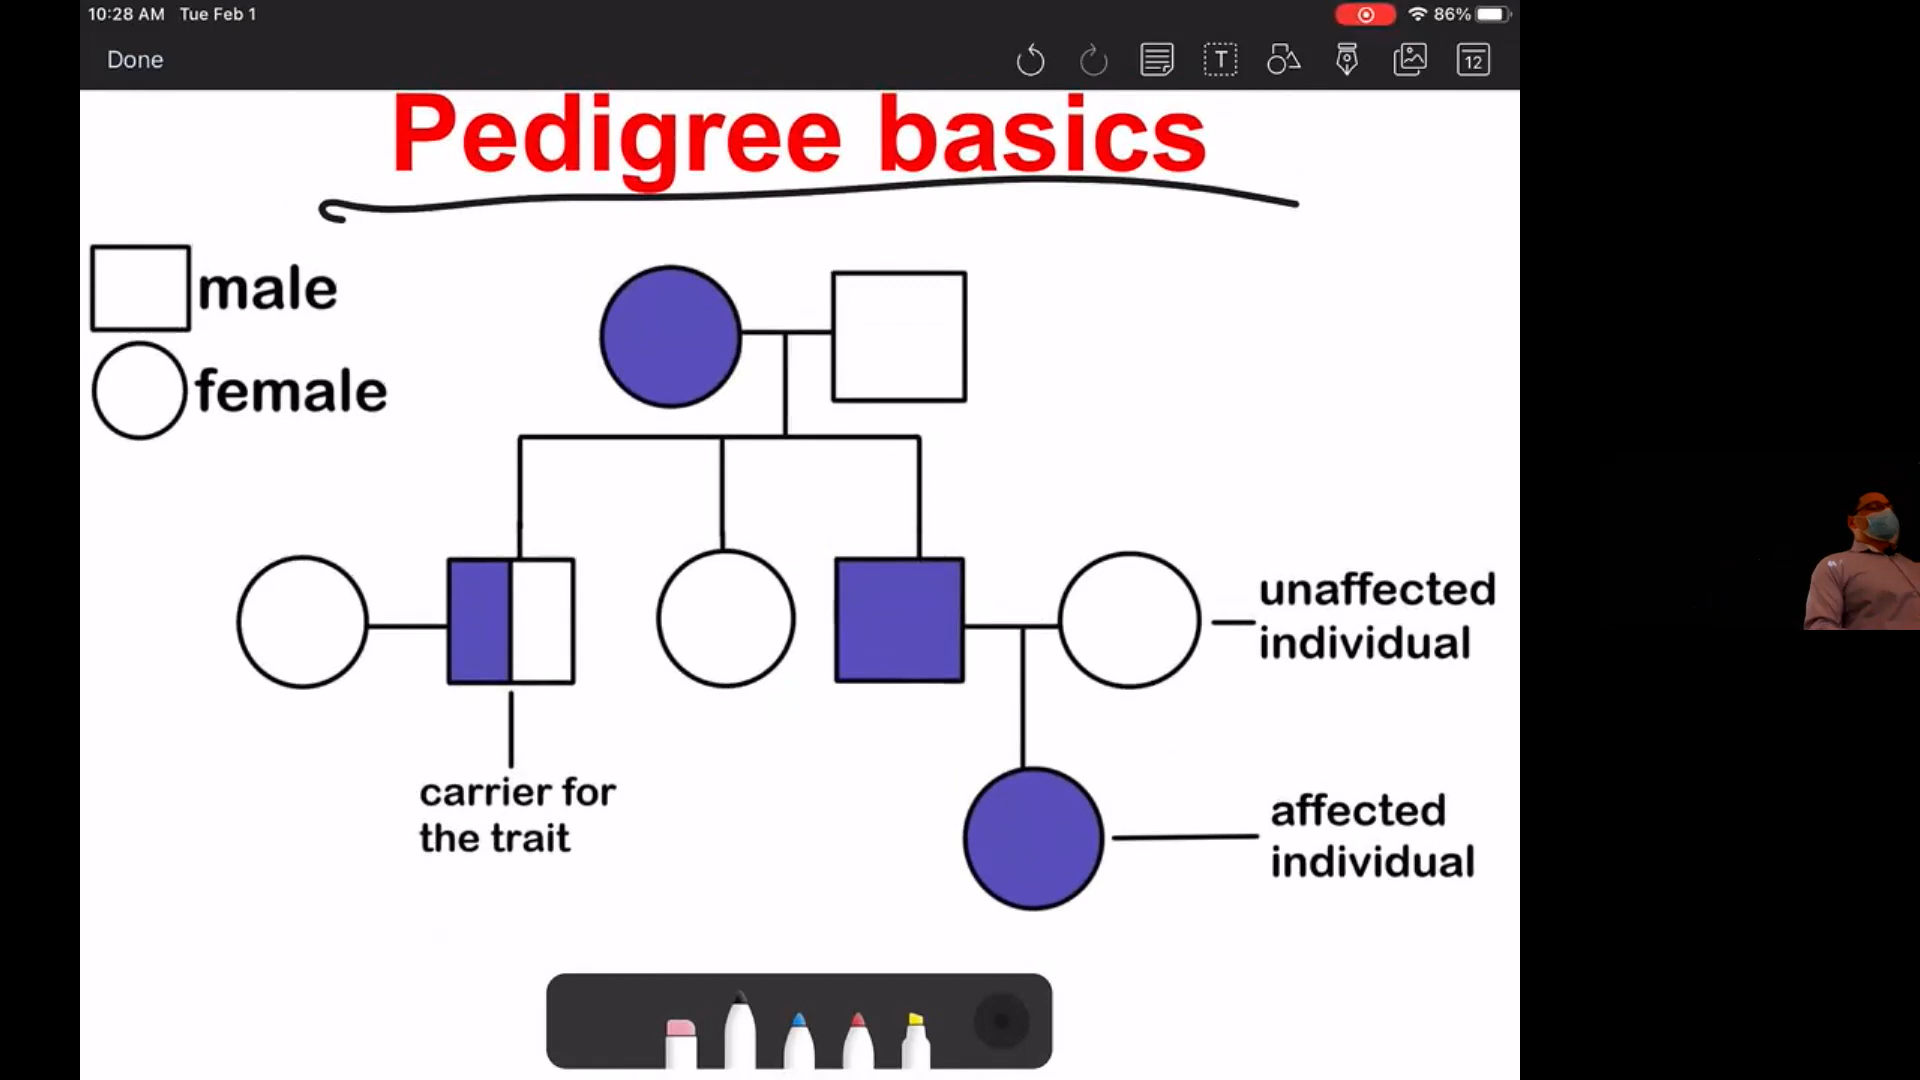 10:28 AM Tue Feb 1
86%
Done
T
12
Pedigree basics
male
female
unaffected
individual
carrier for
the trait
affected
individual